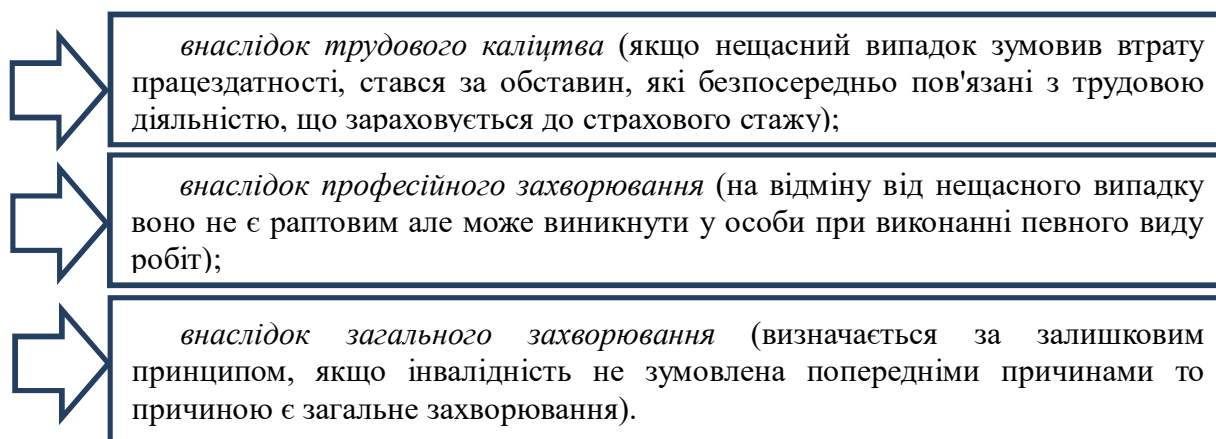 внаслідок трудового каліцтва (якщо нещасний випадок зумовив втрату
працездатності, стався за обставин, які безпосередньо пов'язані з трудовою
діяльністю, що зараховується до страхового стажу);
внаслідок професійного захворювання (на відміну від нещасного випадку
воно не є раптовим але може виникнути у особи при виконанні певного виду
робіт);
внаслідок загального захворювання (визначається за залишковим
принципом, якщо інвалідність не зумовлена попередніми причинами то
причиною є загальне захворювання).